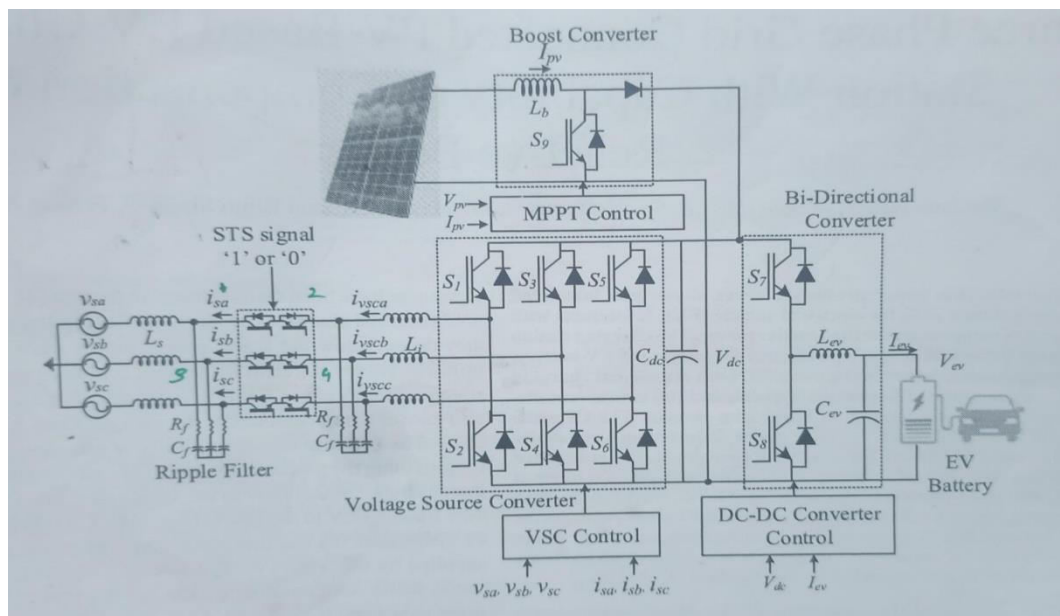 Boost Converter
I_pv
L_b
S_9
MPPT Control
V_pv
I_pv
Bi-Directional
Converter
STS signal
'1' or '0'
2
v_sa
v_sb
v_sc
L_s
3
i_sa
i_sb
i_sc
4
R_f
C_f
R_f
C_f
Ripple Filter
i_vsca
i_vscb
i_vscc
L_i
S_1
S_3
S_5
S_2
S_4
S_6
C_dc
V_dc
Voltage Source Converter
VSC Control
v_sa, v_sb, v_sc
i_sa, i_sb, i_sc
S_7
S_8
L_ev
I_ev
V_ev
C_ev
EV
Battery
DC-DC Converter
Control
V_dc
I_ev